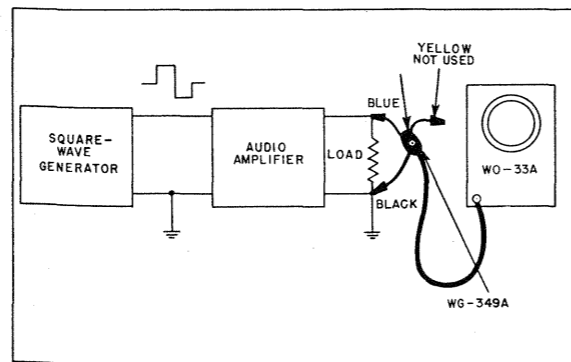 YELLOW
NOT USED
BLUE
SQUARE-
WAVE
GENERATOR
AUDIO
AMPLIFIER
LOAD
WO-33A
BLACK
WG-349A